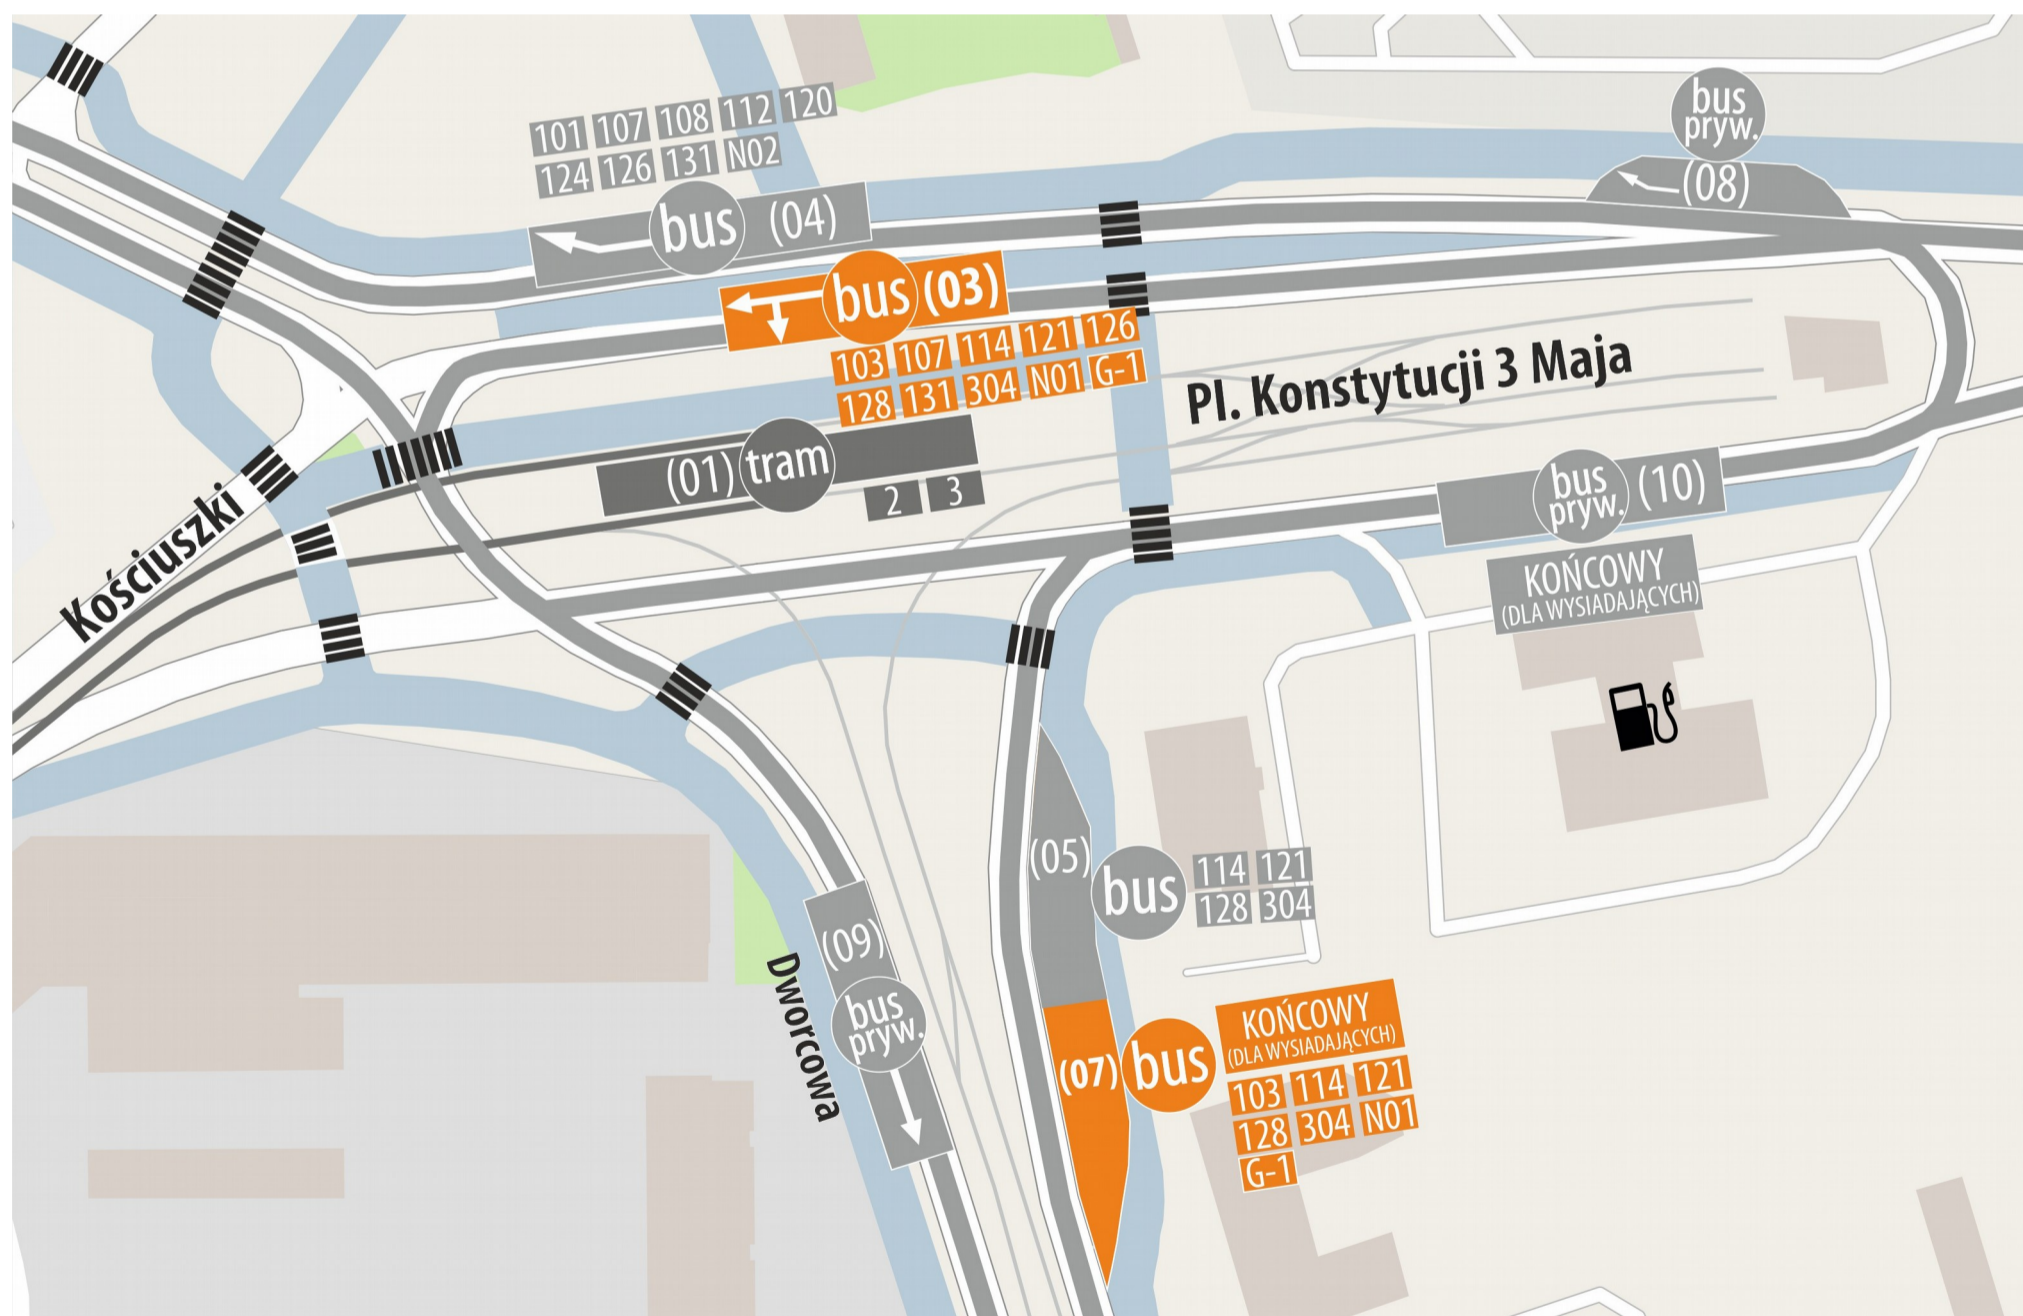 101 107 108 112 120
124 126 131 N02
bus (04)
bus
pryw.
(08)
bus (03)
103 107 114 121 126
128 131 304 N01 G-1
Pl. Konstytucji 3 Maja
(01) tram
2 3
bus
pryw. (10)
KOŃCOWY
(DLA WYSIADAJĄCYCH)
Kościuszki
(05)
bus
114 121
128 304
(09)
bus
pryw.
Dworcowa
(07) bus
KOŃCOWY
(DLA WYSIADAJĄCYCH)
103 114 121
128 304 N01
G-1